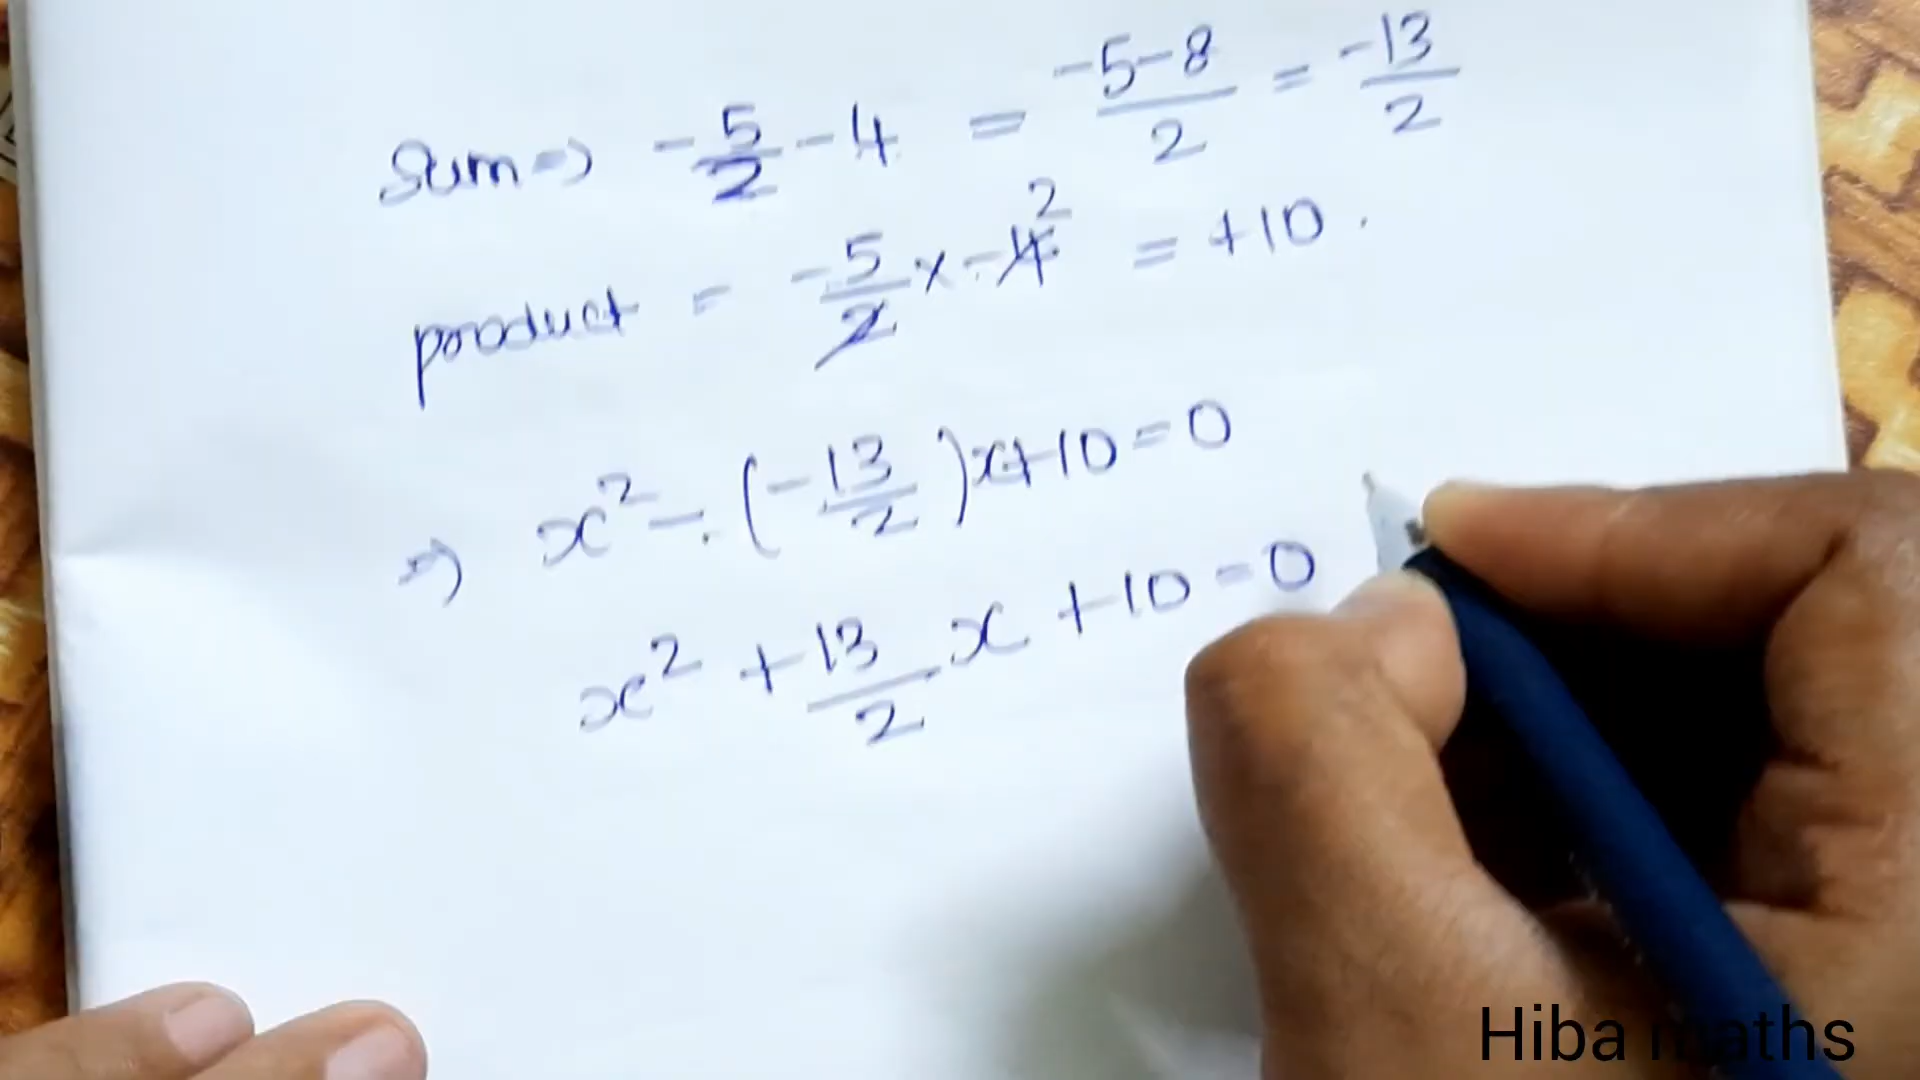 Sum ⇒ -5/2 - 4 = -5-8/2 = -13/2
product = -5/2 x -4 2 = +10.
⇒ x² - (-13/2)x+10=0
x² + 13/2 x + 10 = 0
Hiba maths